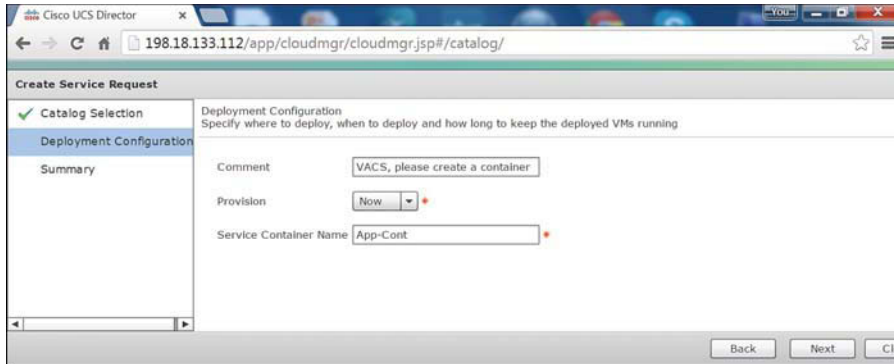 Cisco UCS Director
You
198.18.133.112/app/cloudmgr/cloudmgr.jsp#/catalog/
Create Service Request
Catalog Selection
Deployment Configuration
Summary
Deployment Configuration
Specify where to deploy, when to deploy and how long to keep the deployed VMs running
Comment VACS, please create a container
Provision Now *
Service Container Name App-Cont *
Back Next Cl